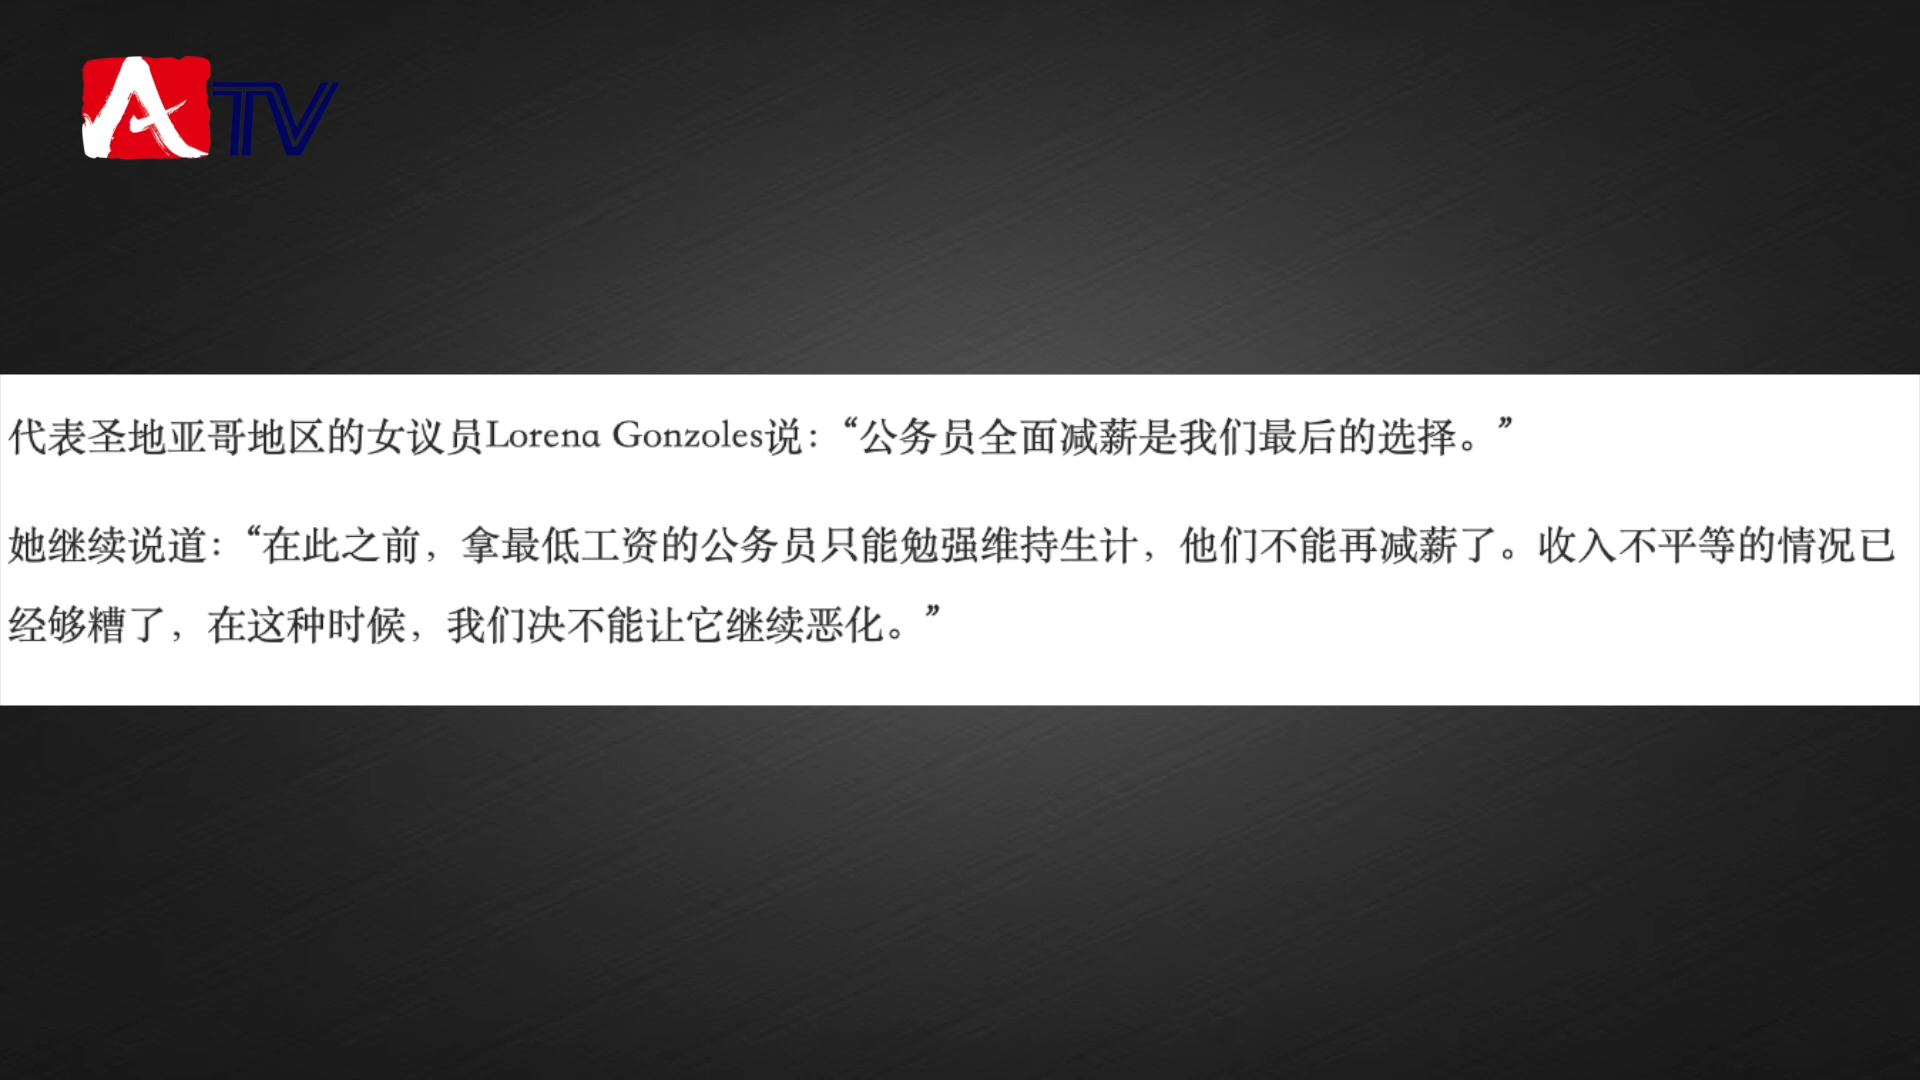 ATV
代表圣地亚哥地区的女议员Lorena Gonzoles说：“公务员全面减薪是我们最后的选择。”
她继续说道：“在此之前，拿最低工资的公务员只能勉强维持生计，他们不能再减薪了。收入不平等的情况已
经够糟了，在这种时候，我们决不能让它继续恶化。”